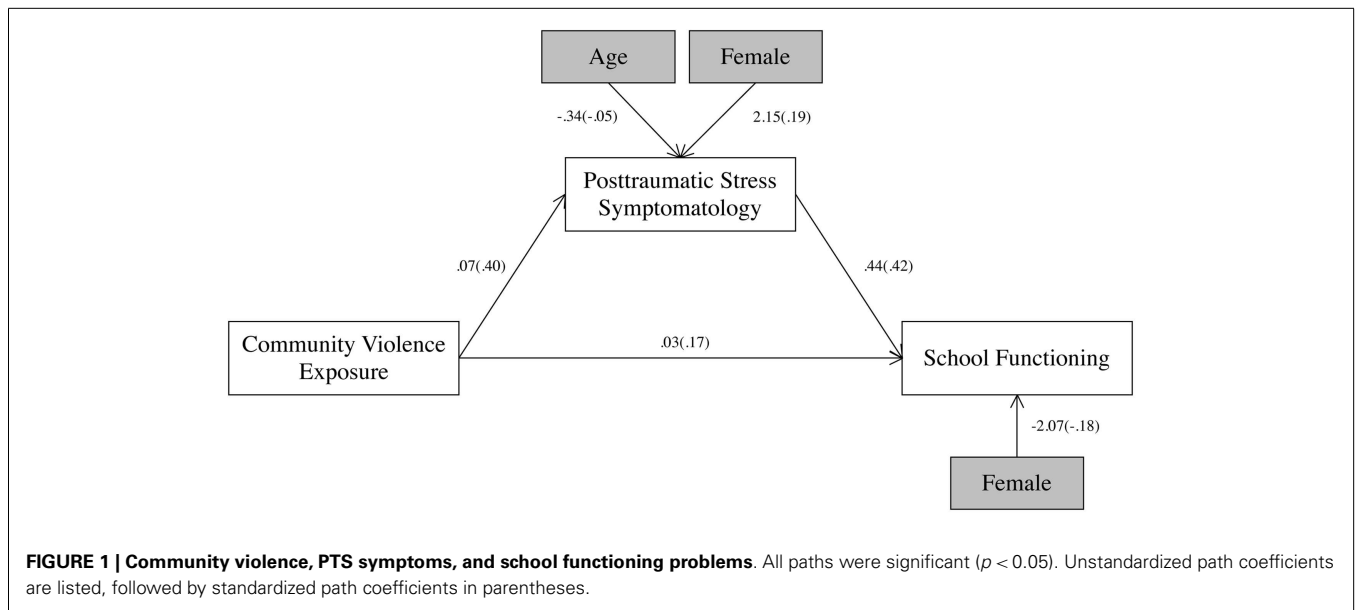 Age
Female
-.34(-.05)
2.15(.19)
Posttraumatic Stress
Symptomatology
.07(.40)
.44(.42)
Community Violence
Exposure
.03(.17)
School Functioning
-2.07(-.18)
Female
FIGURE 1 | Community violence, PTS symptoms, and school functioning problems. All paths were significant (p < 0.05). Unstandardized path coefficients
are listed, followed by standardized path coefficients in parentheses.